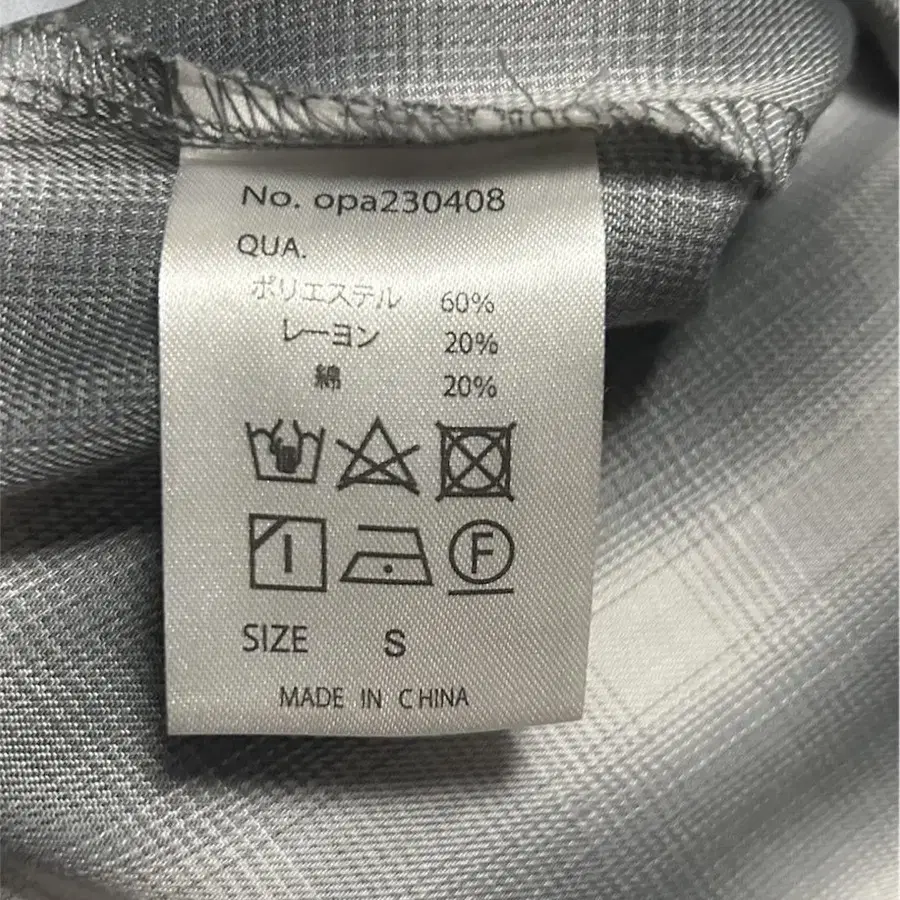 No. opa230408
QUA.
ポリエステル 60%
レーヨン 20%
綿 20%
F
SIZE S
MADE IN CHINA